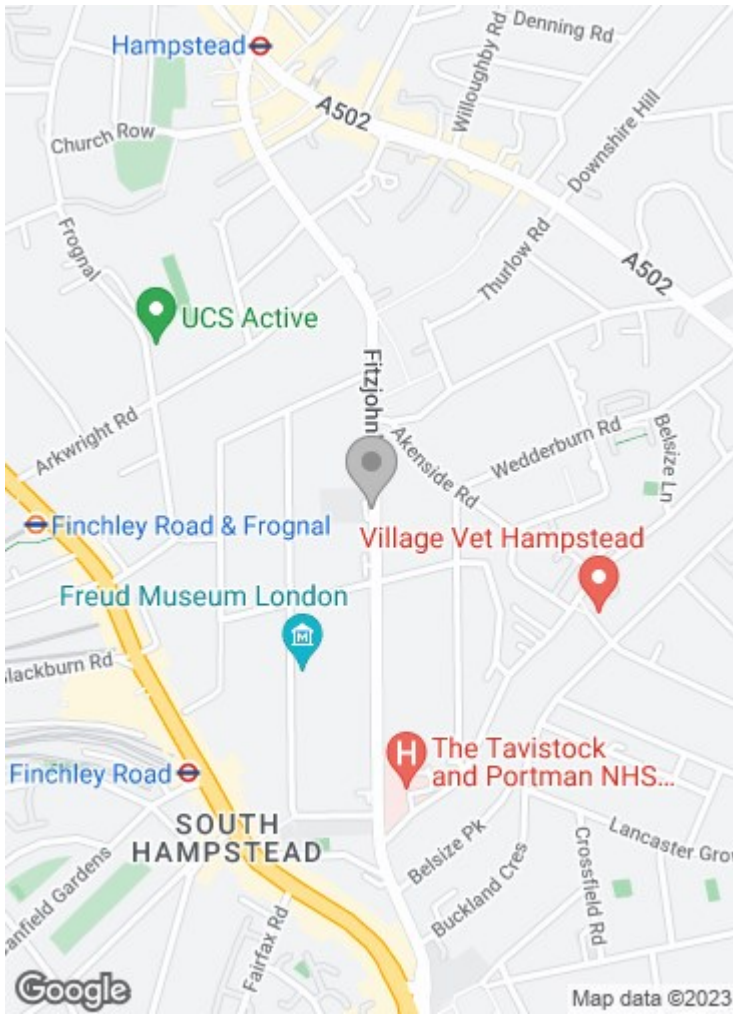 Hampstead
Denning Rd
Willoughby Rd
A502
Church Row
Downshire Hill
Frognal
Thurlow Rd
A502
UCS Active
Fitzjohn
Arkwright Rd
Akenside Rd
Wedderburn Rd
Belsize Ln
Finchley Road & Frognal
Village Vet Hampstead
Freud Museum London
M
lackburn Rd
H
The Tavistock
and Portman NHS...
Finchley Road
SOUTH
HAMPSTEAD
Belsize Pk
Lancaster Gro
Buckland Cres
Crossfield Rd
anfield Gardens
Fairfax Rd
Google
Map data ©2023